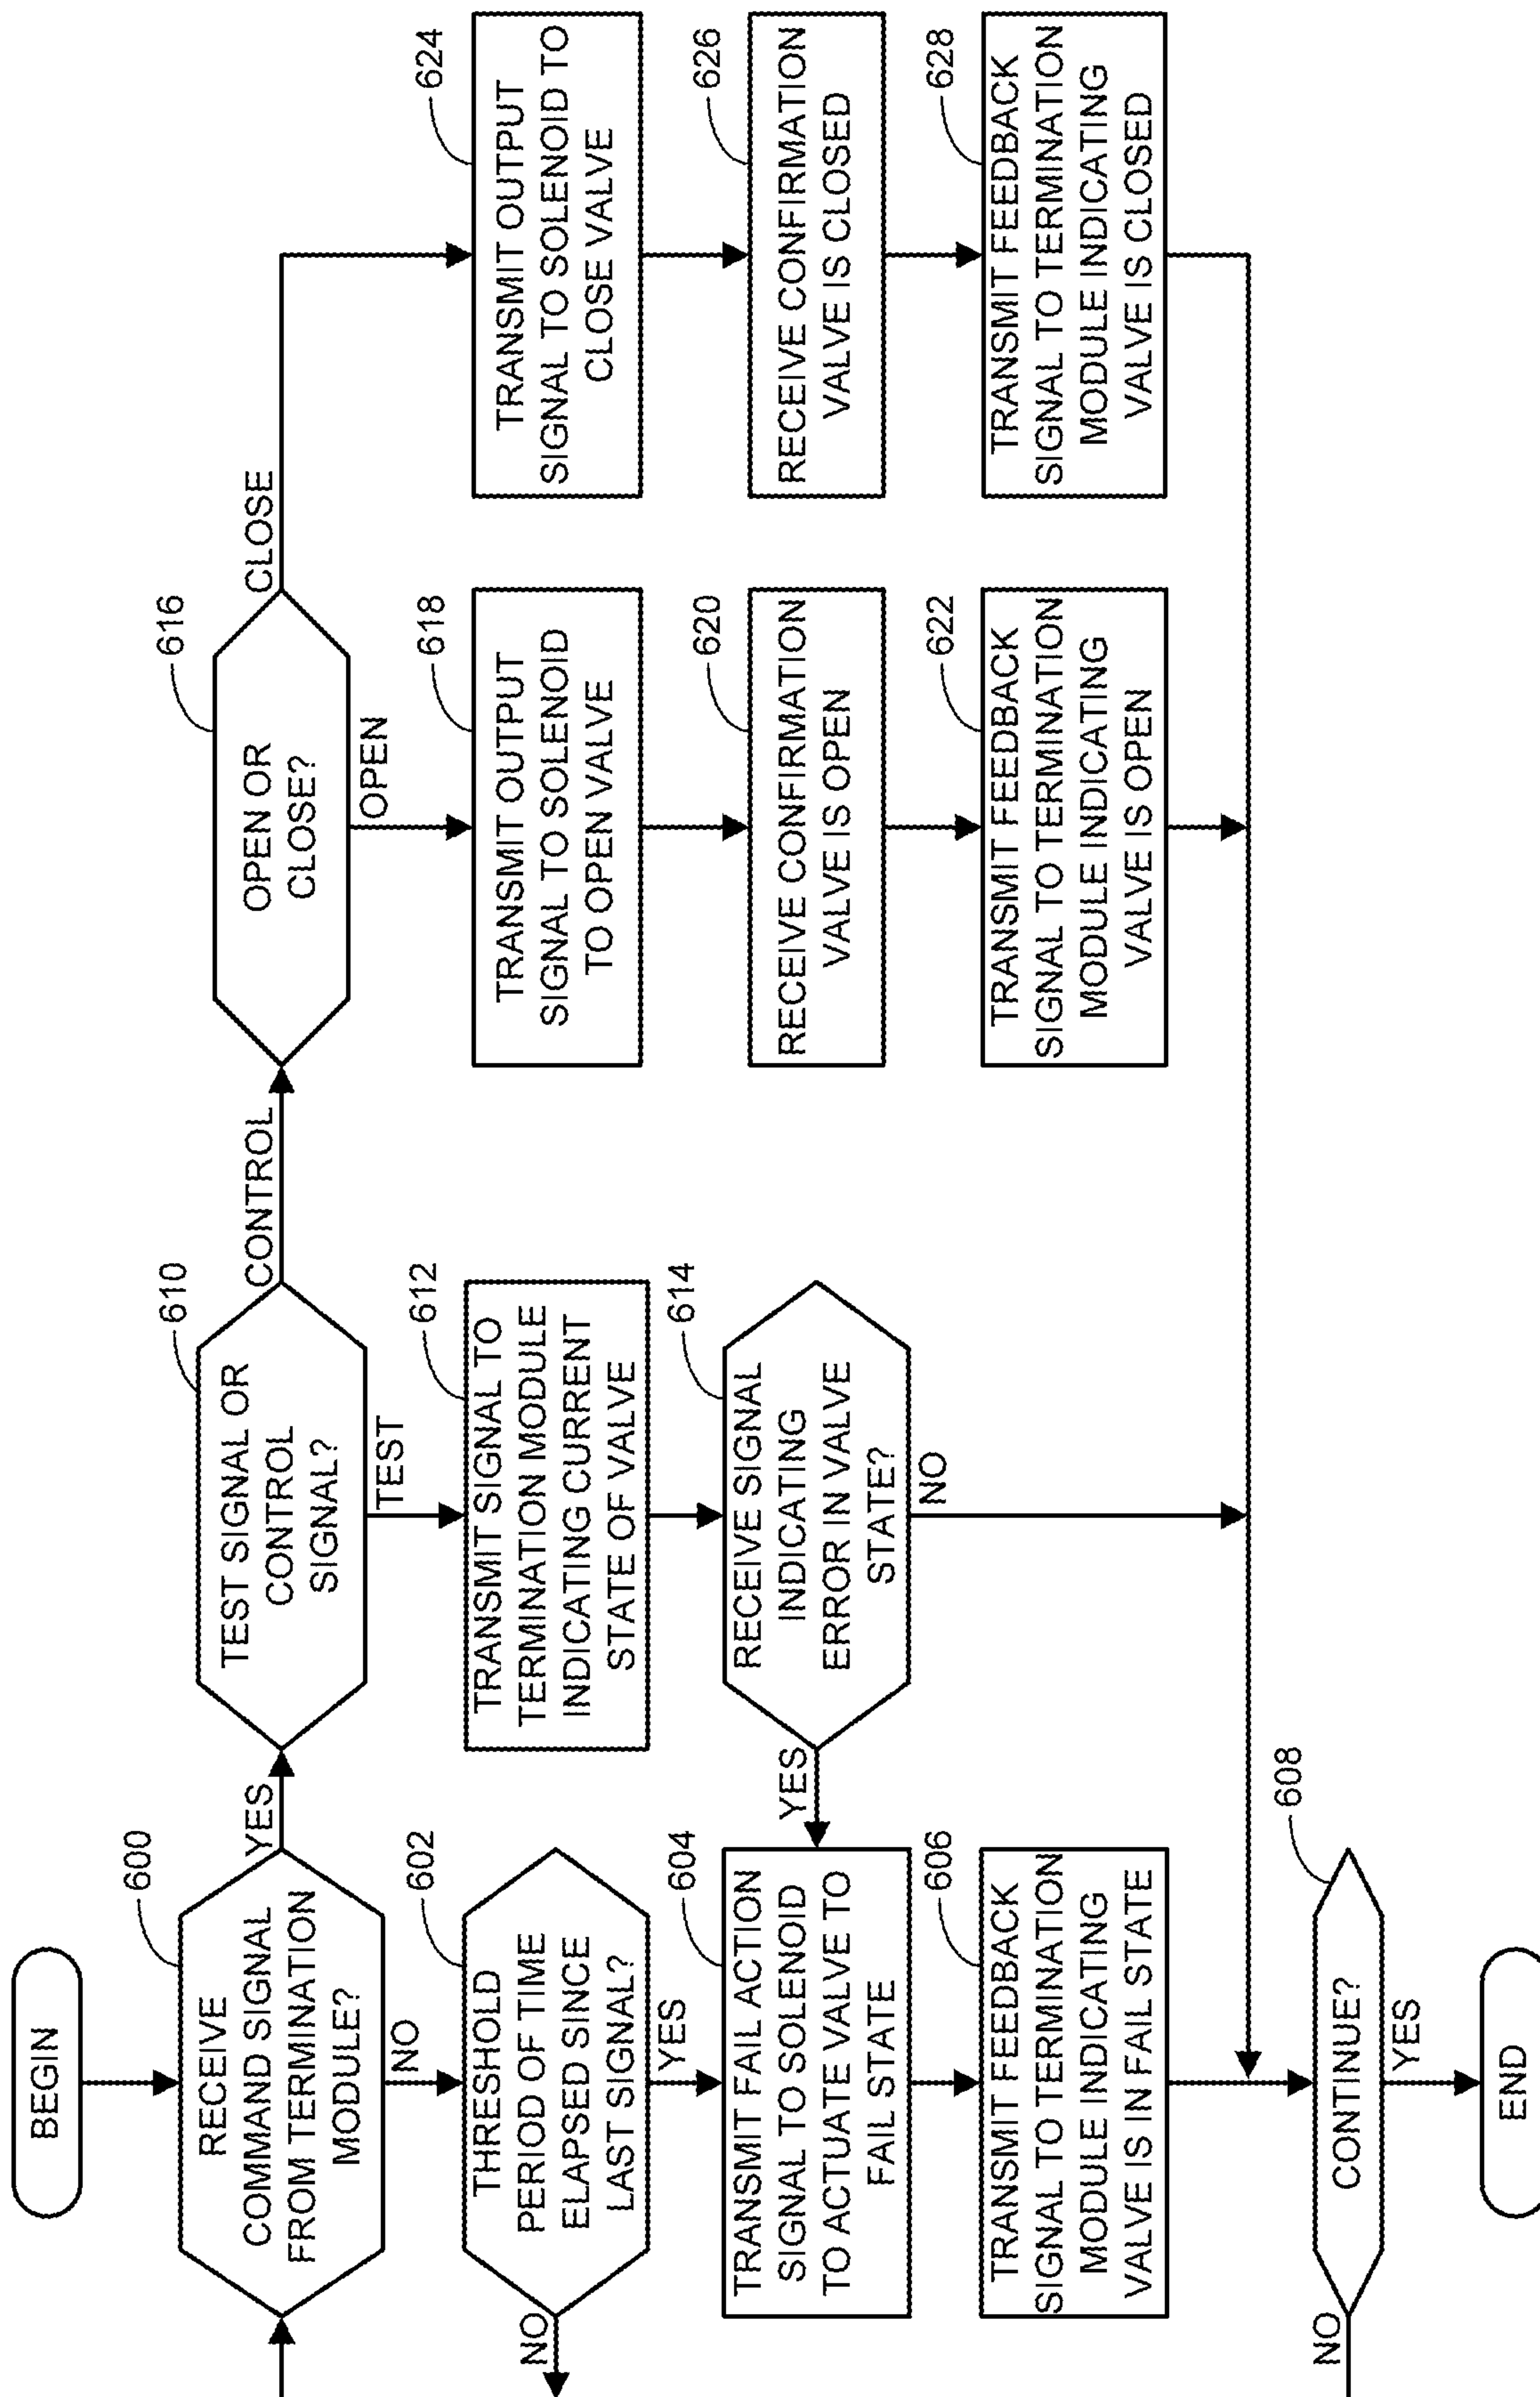 BEGIN
600
RECEIVE
COMMAND SIGNAL
FROM TERMINATION
MODULE?
YES
NO
602
THRESHOLD
PERIOD OF TIME
ELAPSED SINCE
LAST SIGNAL?
NO
YES
604
TRANSMIT FAIL ACTION
SIGNAL TO SOLENOID
TO ACTUATE VALVE TO
FAIL STATE
606
TRANSMIT FEEDBACK
SIGNAL TO TERMINATION
MODULE INDICATING
VALVE IS IN FAIL STATE
608
CONTINUE?
NO
YES
END
610
TEST SIGNAL OR
CONTROL
SIGNAL?
CONTROL
TEST
612
TRANSMIT SIGNAL TO
TERMINATION MODULE
INDICATING CURRENT
STATE OF VALVE
614
RECEIVE SIGNAL
INDICATING
ERROR IN VALVE
STATE?
YES
NO
616
OPEN OR
CLOSE?
CLOSE
OPEN
618
TRANSMIT OUTPUT
SIGNAL TO SOLENOID
TO OPEN VALVE
620
RECEIVE CONFIRMATION
VALVE IS OPEN
622
TRANSMIT FEEDBACK
SIGNAL TO TERMINATION
MODULE INDICATING
VALVE IS OPEN
624
TRANSMIT OUTPUT
SIGNAL TO SOLENOID TO
CLOSE VALVE
626
RECEIVE CONFIRMATION
VALVE IS CLOSED
628
TRANSMIT FEEDBACK
SIGNAL TO TERMINATION
MODULE INDICATING
VALVE IS CLOSED